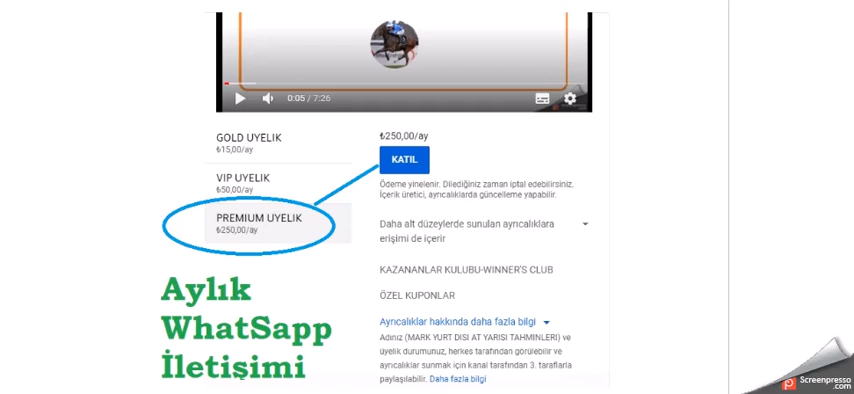 0:05 / 7:26
GOLD UYELIK
₺15,00/ay
VIP UYELIK
₺50,00/ay
PREMIUM UYELIK
₺250,00/ay
Aylık
WhatSapp
İletişimi
₺250,00/ay
KATIL
Ödeme yinelenir. Dilediğiniz zaman iptal edebilirsiniz.
İçerik üretici, ayrıcalıklarda güncelleme yapabilir.
Daha alt düzeylerde sunulan ayrıcalıklara
erişimi de içerir
KAZANANLAR KULUBU-WINNER'S CLUB
ÖZEL KUPONLAR
Ayrıcalıklar hakkında daha fazla bilgi
Adınız (MARK YURT DISI AT YARISI TAHMINLERI) ve
üyelik durumunuz, herkes tarafından görülebilir ve
ayrıcalıklar sunmak için kanal tarafından 3. taraflarla
paylaşılabilir. Daha fazla bilgi
Screenpresso
.com